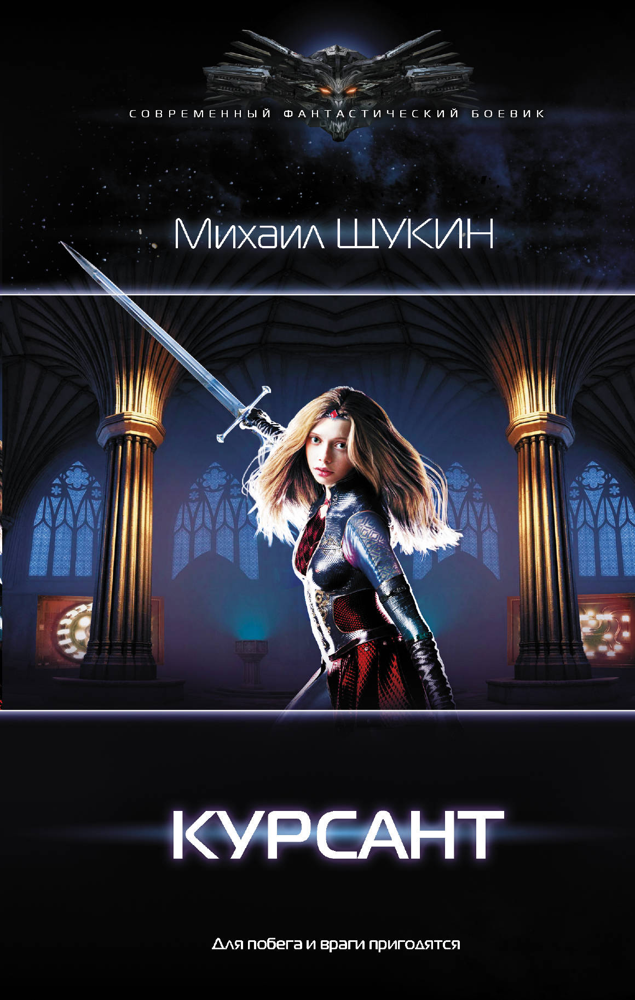 СОВРЕМЕННЫЙ ФАНТАСТИЧЕСКИЙ БОЕВИК
Михаил ЩУКИН
КУРСАНТ
Для побега и враги пригодятся